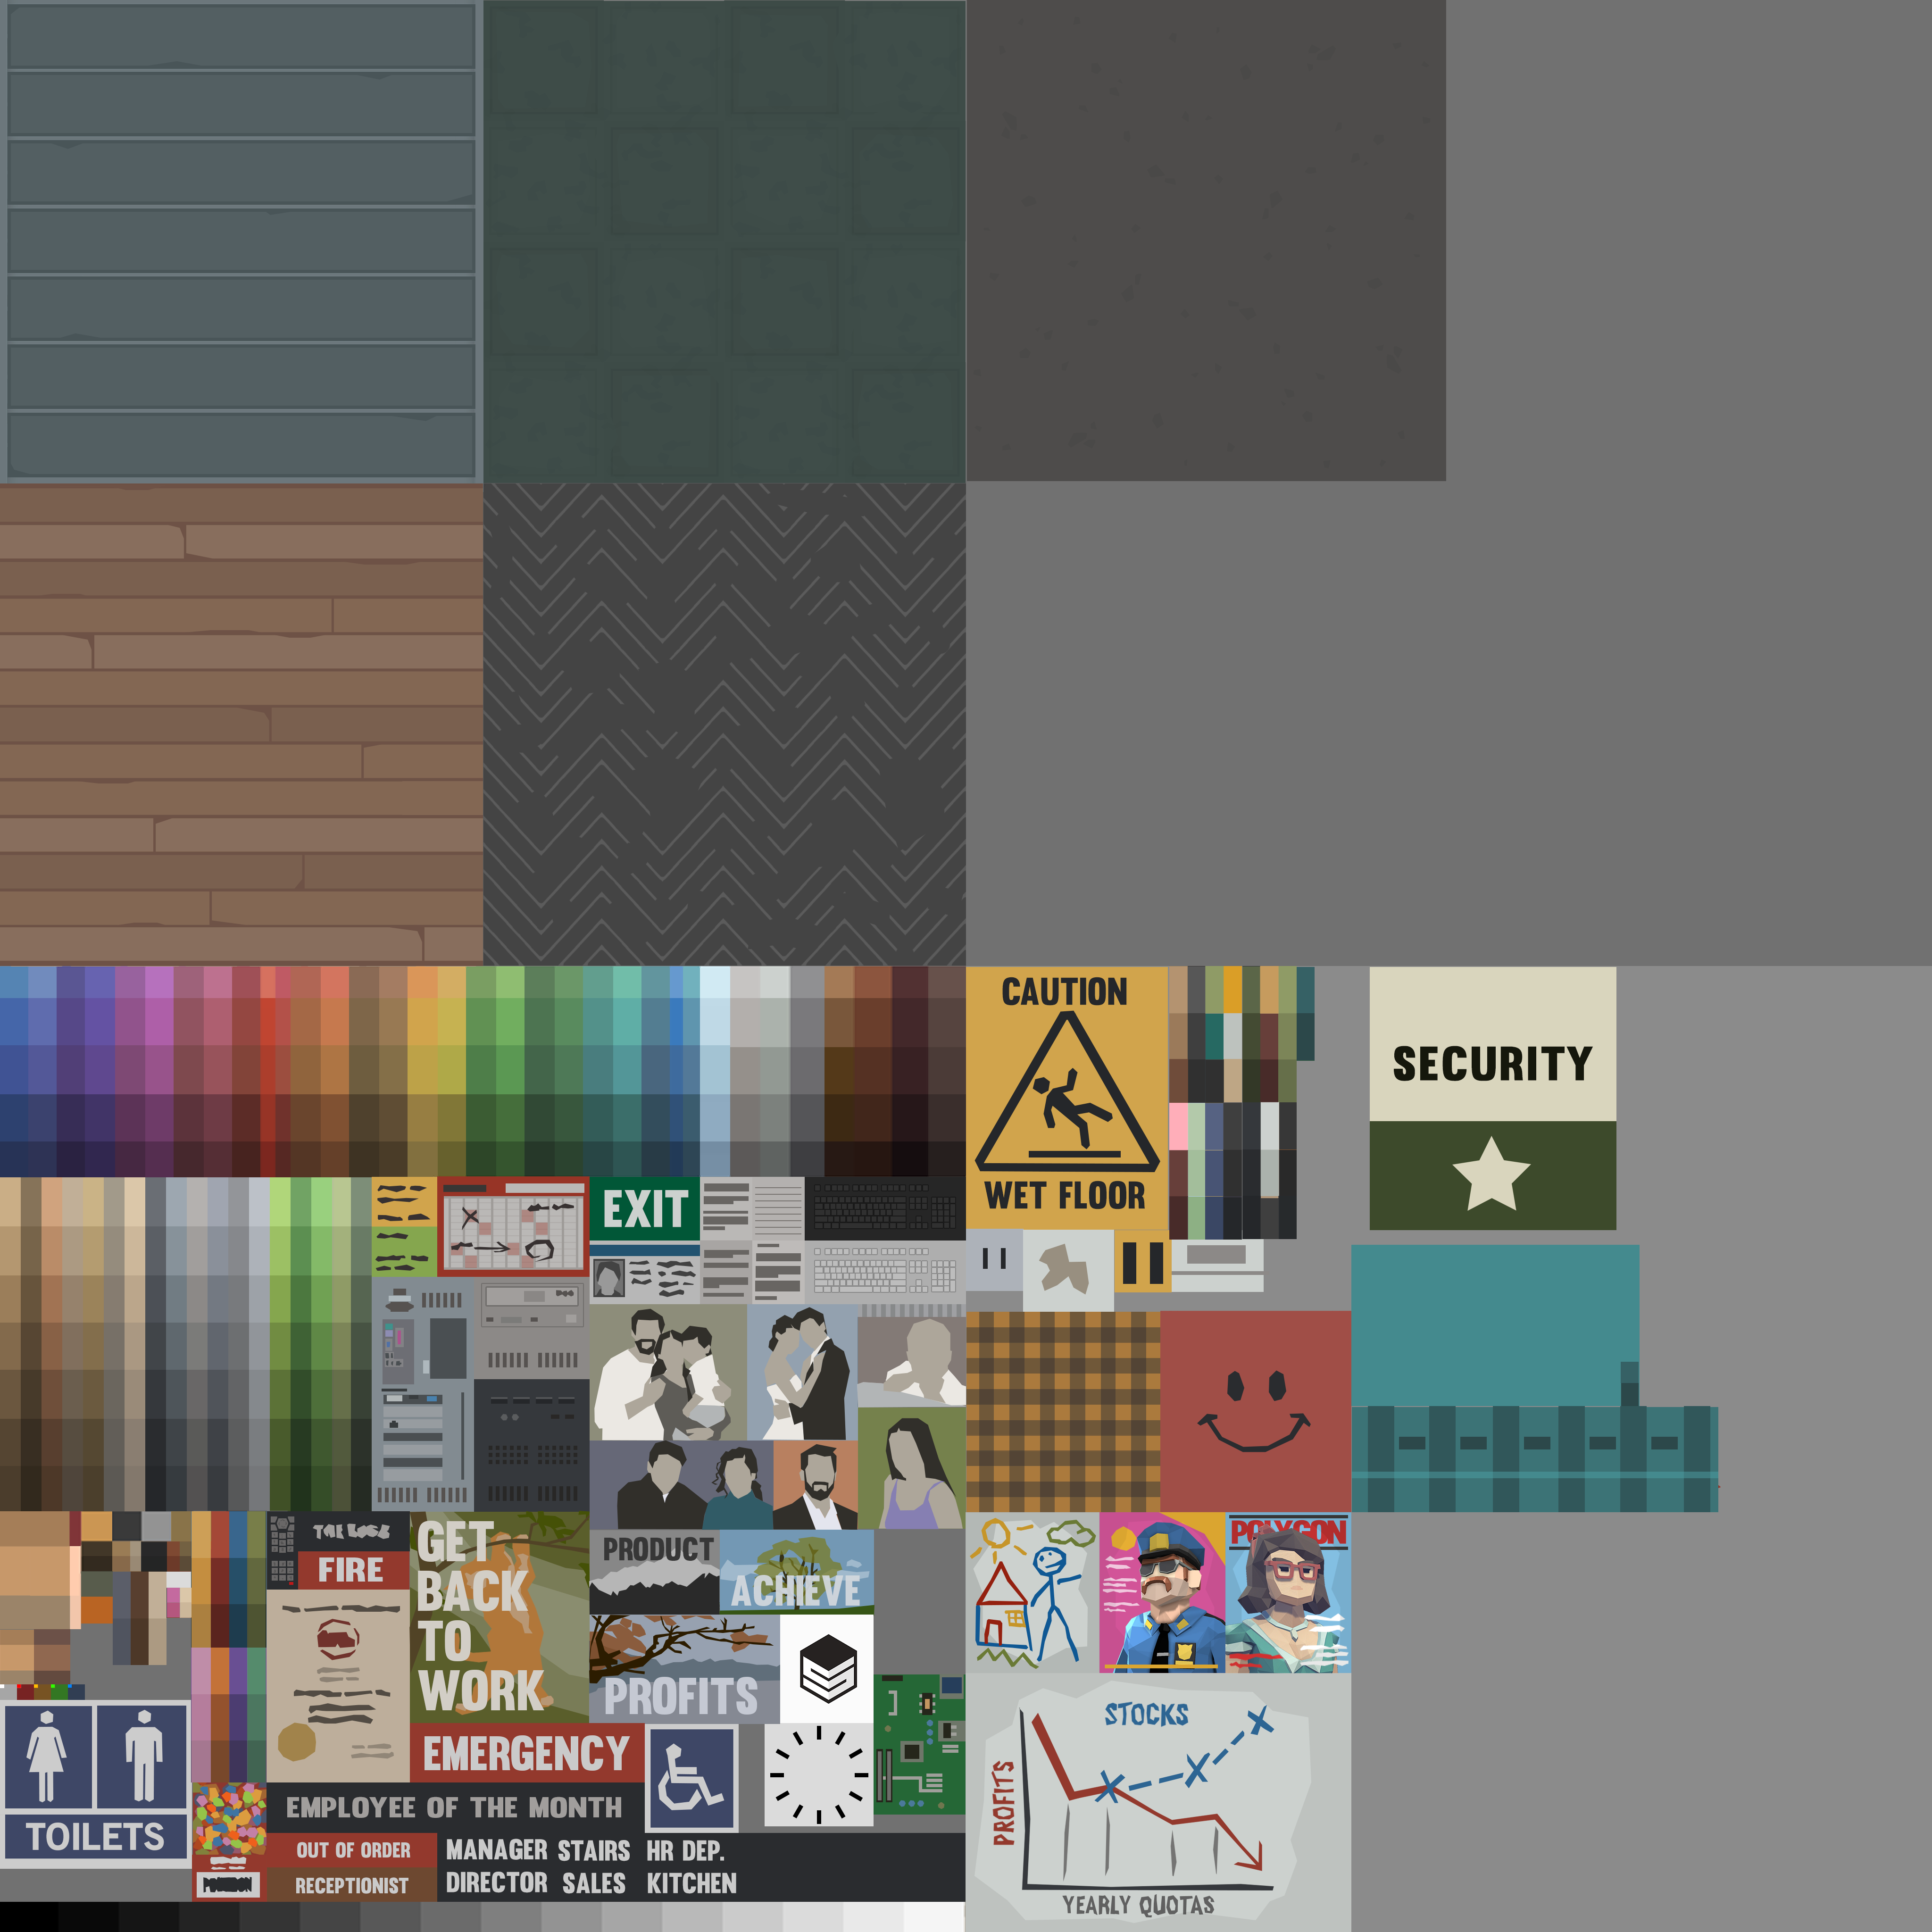 CAUTION
WET FLOOR
SECURITY
EXIT
FIRE
GET
BACK
TO
WORK
PRODUCT
ACHIEVE
PROFITS
POLYGON
EMERGENCY
TOILETS
EMPLOYEE OF THE MONTH
OUT OF ORDER
RECEPTIONIST
MANAGER STAIRS HR DEP.
DIRECTOR SALES KITCHEN
STOCKS
PROFITS
YEARLY QUOTAS